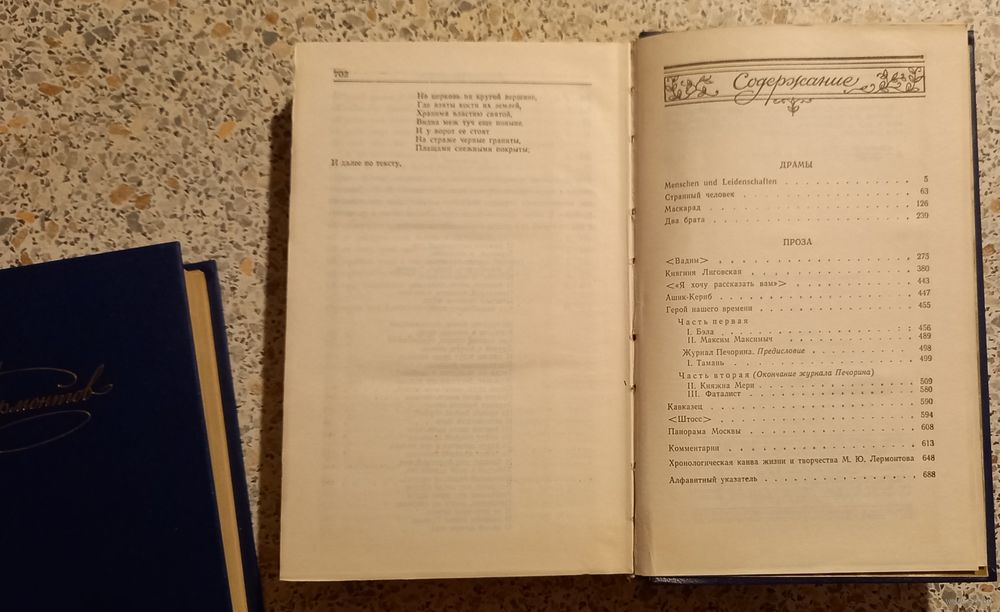 702
На церковь на крутой вершине,
Где взяты кости их землей,
Хранима властию святой,
Видна меж туч еще поныне.
И у ворот ее стоят
На страже черные граниты,
Плащами снежными покрыты;
И далее по тексту.
Содержание
ДРАМЫ
Menschen und Leidenschaften 5
Странный человек 63
Маскарад 126
Два брата 239
ПРОЗА
<Вадим> 273
Княгиня Лиговская 380
<«Я хочу рассказать вам»> 443
Ашик-Кериб 447
Герой нашего времени 455
Часть первая
I. Бэла 456
II. Максим Максимыч 489
Журнал Печорина. Предисловие 498
I. Тамань 499
Часть вторая (Окончание журнала Печорина)
II. Княжна Мери 509
III. Фаталист 580
Кавказец 590
<Штосс> 594
Панорама Москвы 608
Комментарии 613
Хронологическая канва жизни и творчества М. Ю. Лермонтова 648
Алфавитный указатель 688
рмонтов